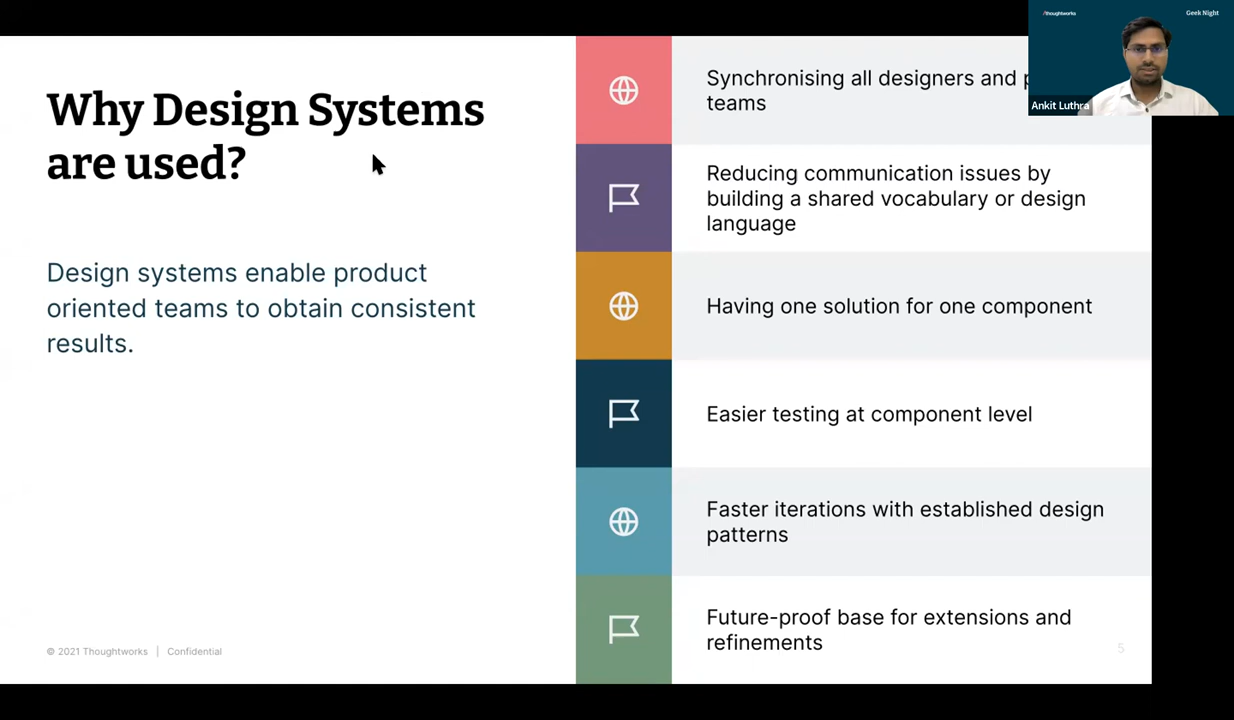 /thoughtworks
Geek Night
Ankit Luthra
Why Design Systems
are used?
Design systems enable product
oriented teams to obtain consistent
results.
Synchronising all designers and
teams
Reducing communication issues by
building a shared vocabulary or design
language
Having one solution for one component
Easier testing at component level
Faster iterations with established design
patterns
Future-proof base for extensions and
refinements
© 2021 Thoughtworks | Confidential
5